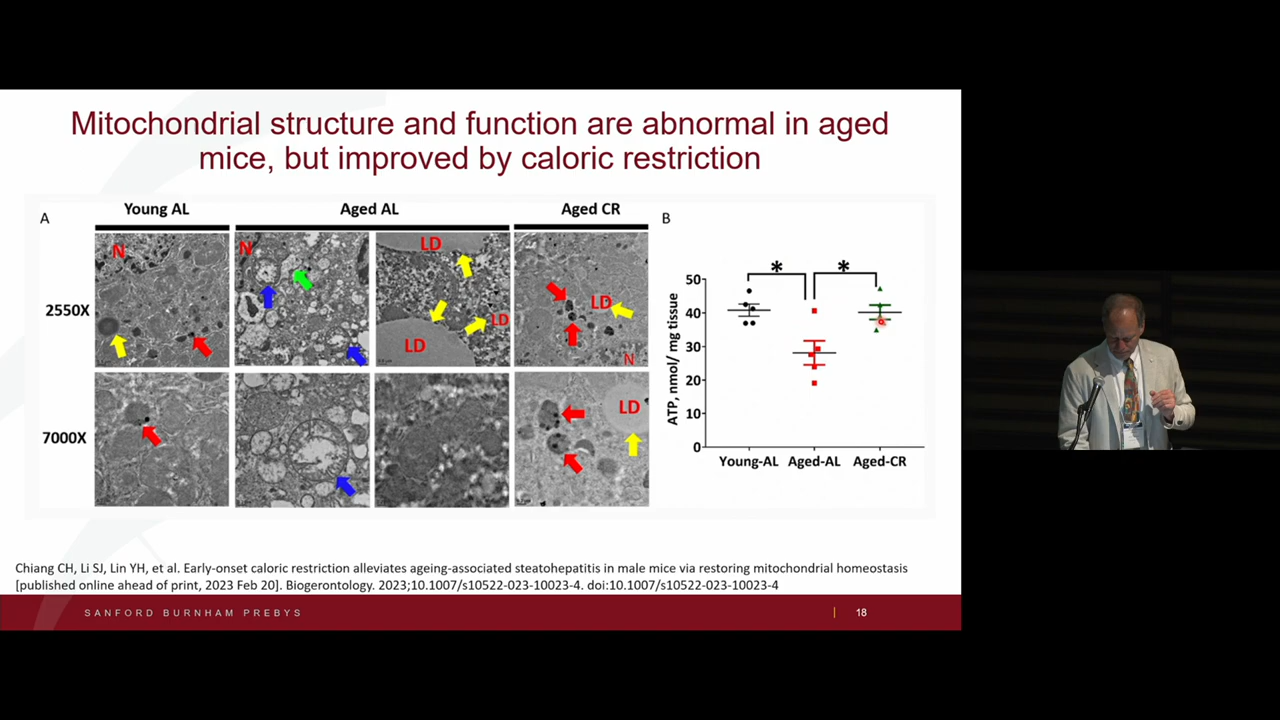 Mitochondrial structure and function are abnormal in aged
mice, but improved by caloric restriction
A
Young AL
Aged AL
Aged CR
2550X
N
N
LD
LD
LD
LD
N
7000X
LD
B
*
*
ATP, nmol/ mg tissue
50
40
30
20
10
0
Young-AL
Aged-AL
Aged-CR
Chiang CH, Li SJ, Lin YH, et al. Early-onset caloric restriction alleviates ageing-associated steatohepatitis in male mice via restoring mitochondrial homeostasis
[published online ahead of print, 2023 Feb 20]. Biogerontology. 2023;10.1007/s10522-023-10023-4. doi:10.1007/s10522-023-10023-4
SANFORD BURNHAM PREBYS
| 18